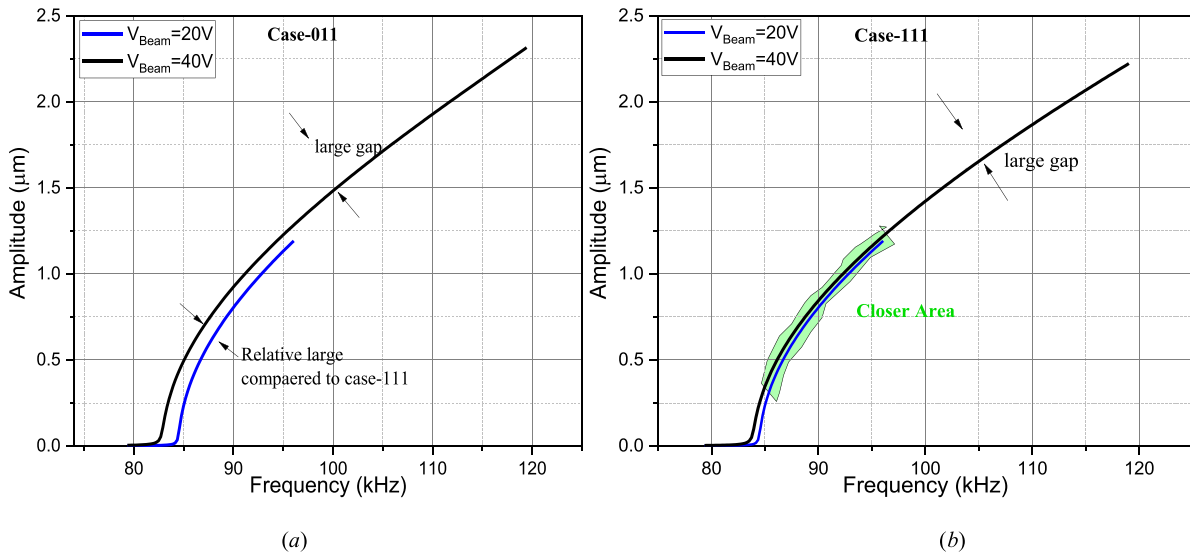 V_Beam=20V
V_Beam=40V
Case-011
large gap
Relative large
compaered to case-111
2.5
2.0
1.5
1.0
0.5
0.0
Amplitude (μm)
80 90 100 110 120
Frequency (kHz)
(a)
V_Beam=20V
V_Beam=40V
Case-111
large gap
Closer Area
2.5
2.0
1.5
1.0
0.5
0.0
Amplitude (μm)
80 90 100 110 120
Frequency (kHz)
(b)